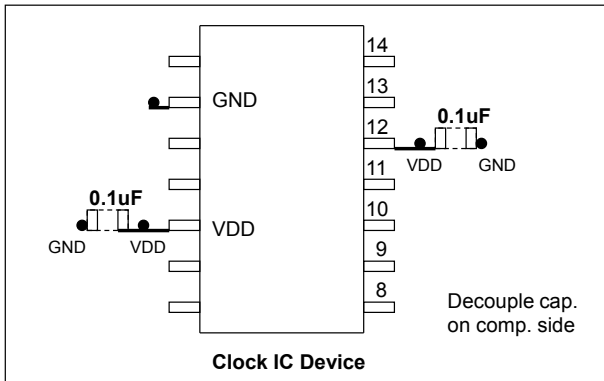 14
GND
13
0.1uF
12
VDD
GND
11
0.1uF
10
VDD
GND
VDD
9
8
Decouple cap.
on comp. side
Clock IC Device